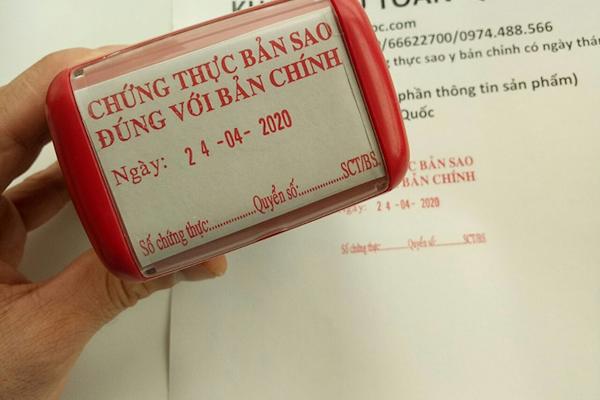 CHỨNG THỰC BẢN SAO
ĐÚNG VỚI BẢN CHÍNH
Ngày: 24-04-2020
Số chứng thực:............Quyển số:............SCT/BS
oc.com
/66622700/0974.488.566
thực sao y bản chính có ngày thán
phần thông tin sản phẩm)
Quốc
BẢN SAO
BẢN CHÍNH
24-04-2020
Số chứng thực:............Quyển số:............SCT/BS